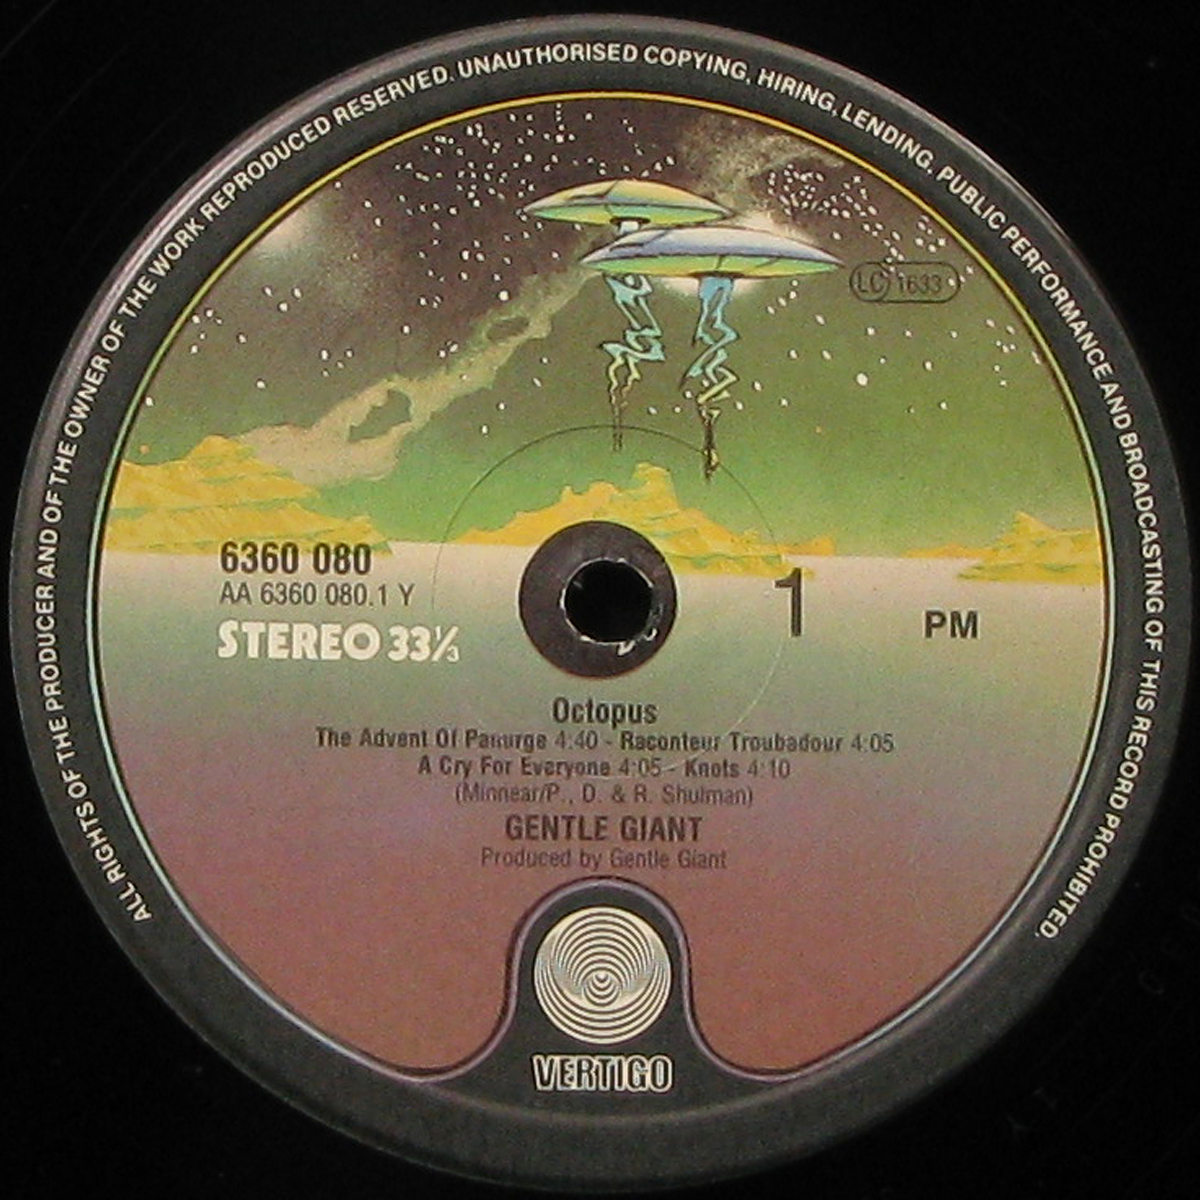 ALL RIGHTS OF THE PRODUCER AND OF THE OWNER OF THE WORK REPRODUCED RESERVED. UNAUTHORISED COPYING, HIRING, LENDING, PUBLIC PERFORMANCE AND BROADCASTING OF THIS RECORD PROHIBITED.
LC 1633
6360 080
AA 6360 080.1 Y
STEREO 33⅓
1
PM
Octopus
The Advent Of Panurge 4:40 - Raconteur Troubadour 4:05
A Cry For Everyone 4:05 - Knots 4:10
(Minnear/P., D. & R. Shulman)
GENTLE GIANT
Produced by Gentle Giant
VERTIGO